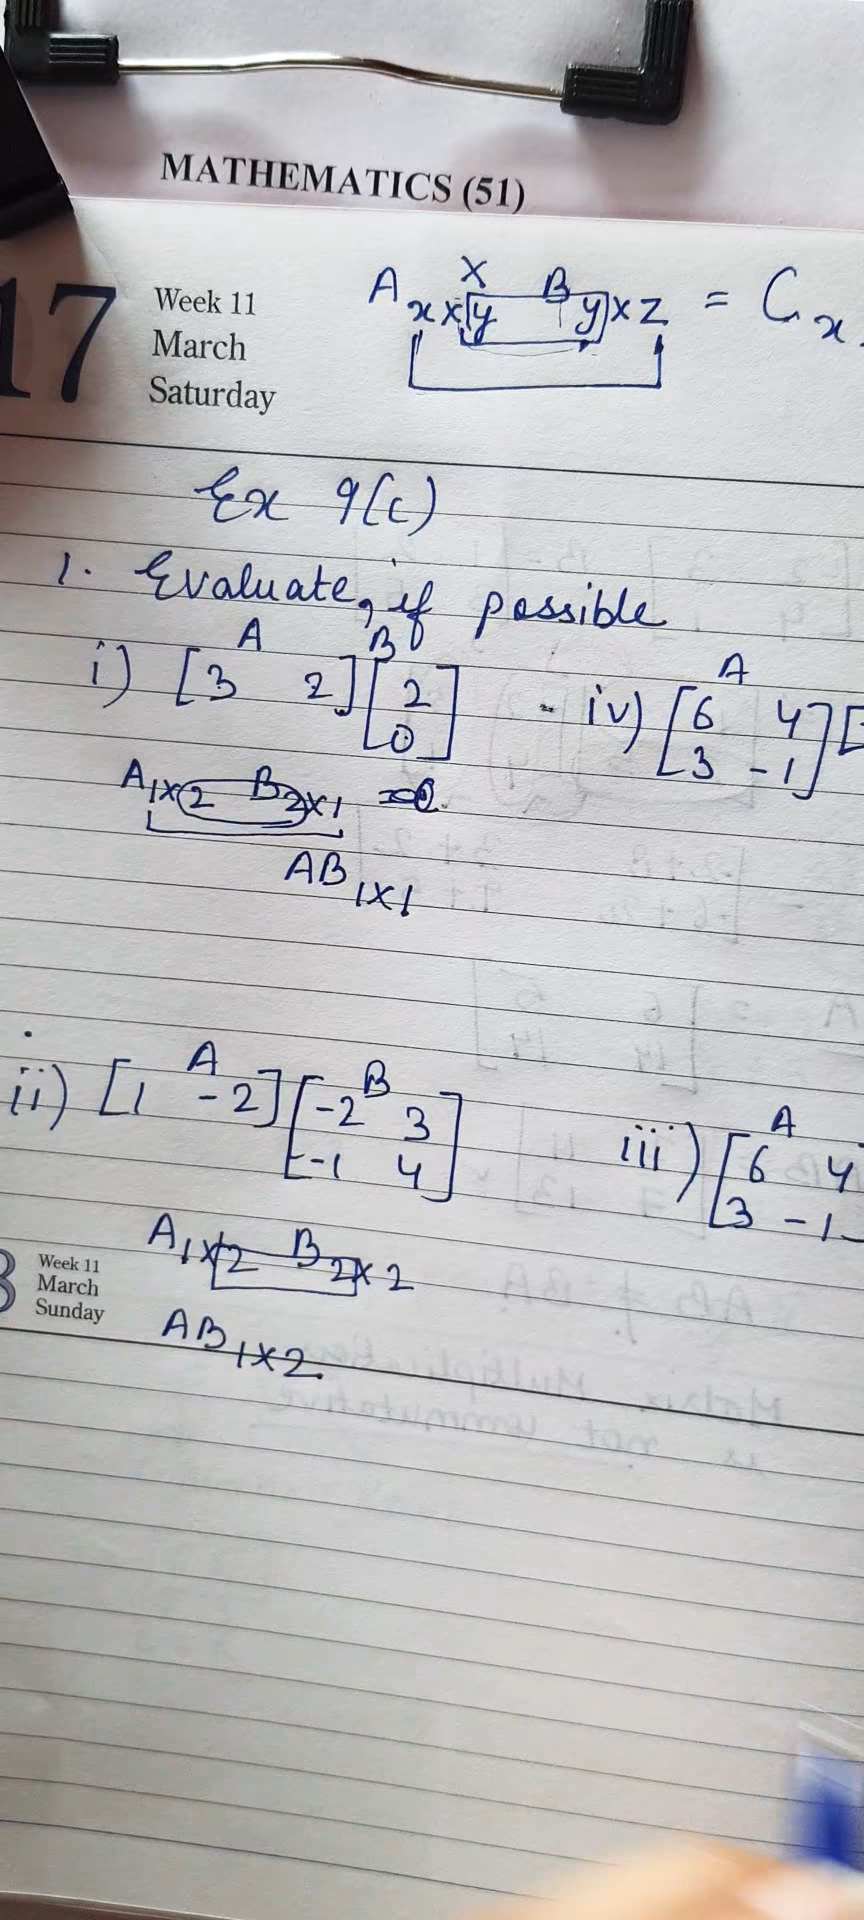 MATHEMATICS (51)
17
Week 11
March
Saturday
X
A x×y B y×z = C x
Ex 9(c)
1. Evaluate, if possible
A B
i) [3 2] [2
0]
A
iv) [6 4
3 -1] [
A1×2 B2×1
AB1×1
A B
ii) [1 -2] [-2 3
-1 4]
A
iii) [6 4
3 -1
A1×2 B2×2
AB1×2
Week 11
March
Sunday